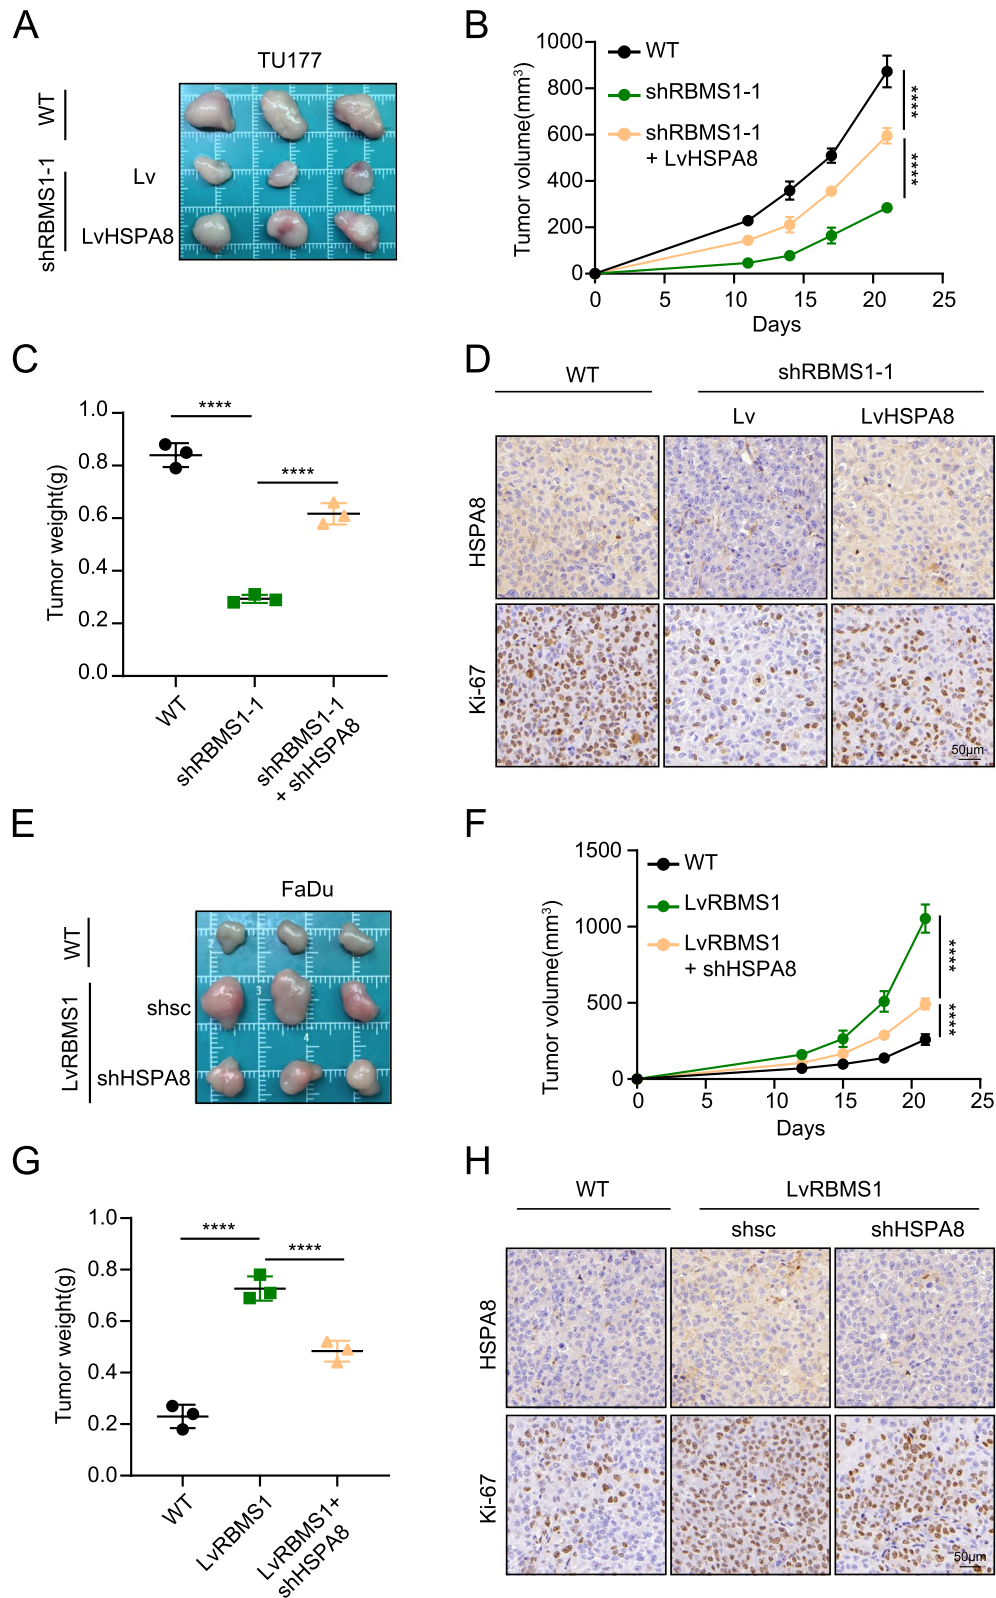 A
TU177
WT
shRBMS1-1
Lv
LvHSPA8
B
Tumor volume(mm³)
1000
800
600
400
200
0
0 5 10 15 20 25
Days
WT
shRBMS1-1
shRBMS1-1
+ LvHSPA8
****
****
C
Tumor weight(g)
1.0
0.8
0.6
0.4
0.2
0.0
****
****
WT
shRBMS1-1
shRBMS1-1
+ shHSPA8
D
WT
shRBMS1-1
Lv
LvHSPA8
HSPA8
Ki-67
50μm
E
FaDu
WT
LvRBMS1
shsc
shHSPA8
2
3
4
F
Tumor volume(mm³)
1500
1000
500
0
0 5 10 15 20 25
Days
WT
LvRBMS1
LvRBMS1
+ shHSPA8
****
****
G
Tumor weight(g)
1.0
0.8
0.6
0.4
0.2
0.0
****
****
WT
LvRBMS1
LvRBMS1+
shHSPA8
H
WT
LvRBMS1
shsc
shHSPA8
HSPA8
Ki-67
50μm